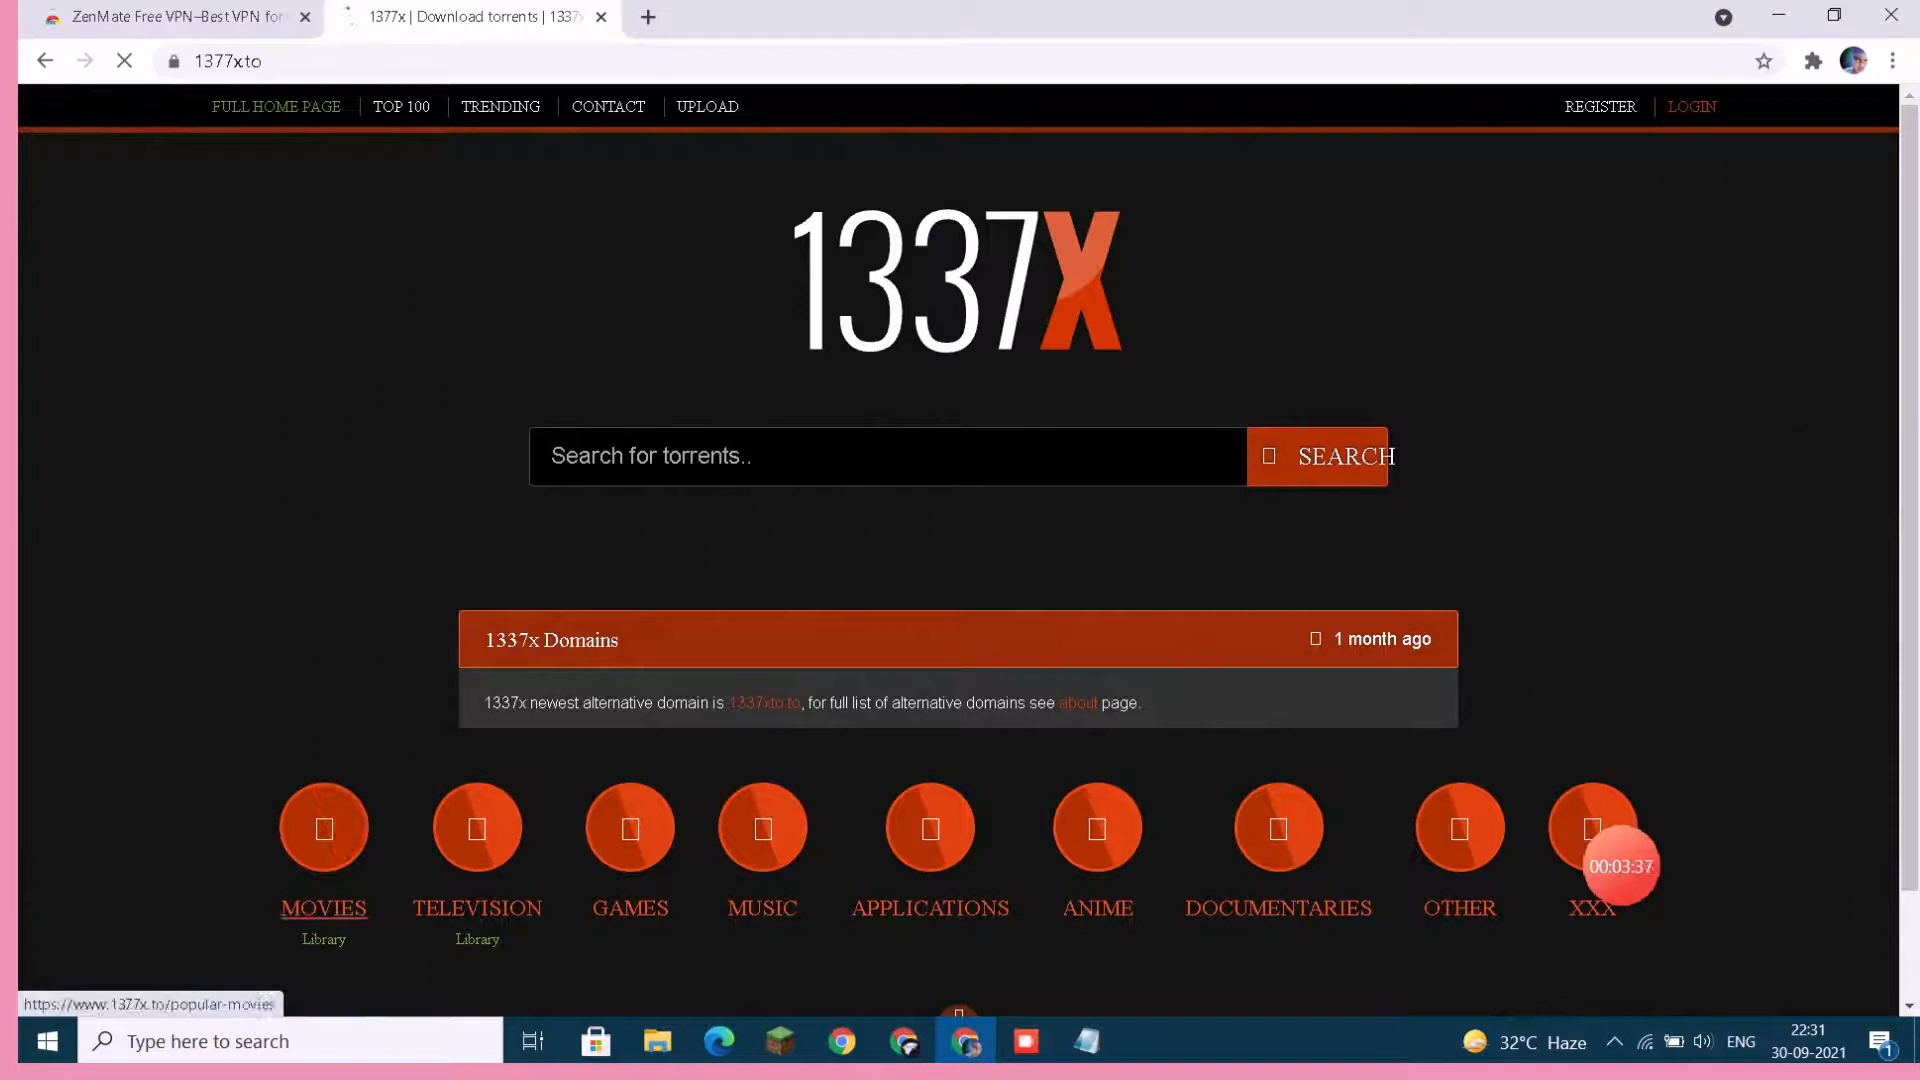 ZenMate Free VPN–Best VPN for
1377x | Download torrents | 1337
1377x.to
FULL HOME PAGE
TOP 100
TRENDING
CONTACT
UPLOAD
REGISTER
LOGIN
1337X
Search for torrents..
SEARCH
1337x Domains
1 month ago
1337x newest alternative domain is 1337xto.to, for full list of alternative domains see about page.
MOVIES
TELEVISION
GAMES
MUSIC
APPLICATIONS
ANIME
DOCUMENTARIES
OTHER
XXX
Library
Library
00:03:37
https://www.1377x.to/popular-movies
Type here to search
32°C Haze
ENG
22:31
30-09-2021
1